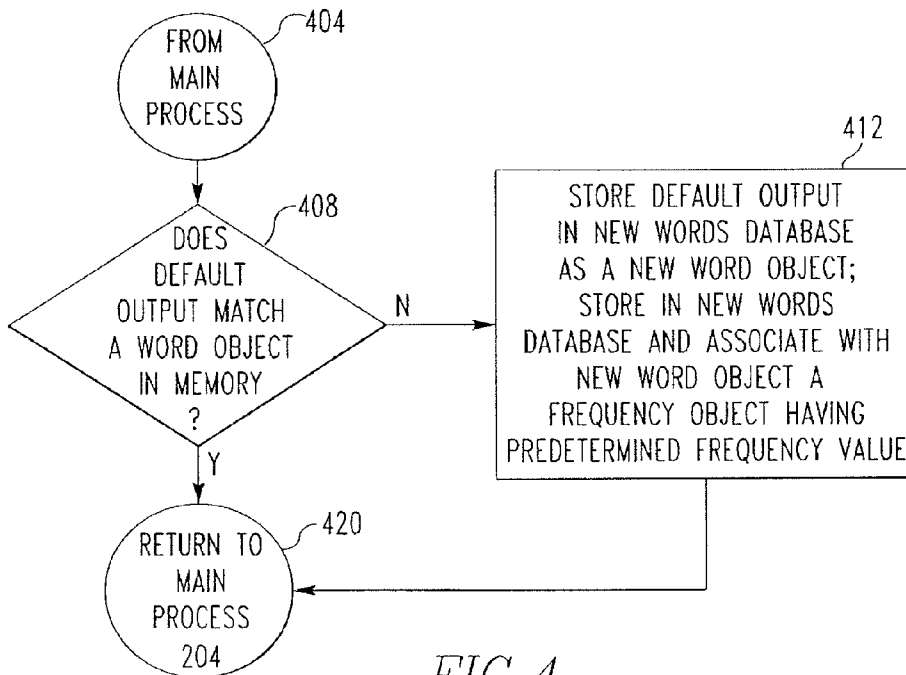 404
FROM
MAIN
PROCESS
408
DOES
DEFAULT
OUTPUT MATCH
A WORD OBJECT
IN MEMORY
?
N
Y
412
STORE DEFAULT OUTPUT
IN NEW WORDS DATABASE
AS A NEW WORD OBJECT;
STORE IN NEW WORDS
DATABASE AND ASSOCIATE WITH
NEW WORD OBJECT A
FREQUENCY OBJECT HAVING
PREDETERMINED FREQUENCY VALUE
420
RETURN TO
MAIN
PROCESS
204
FIG. 4